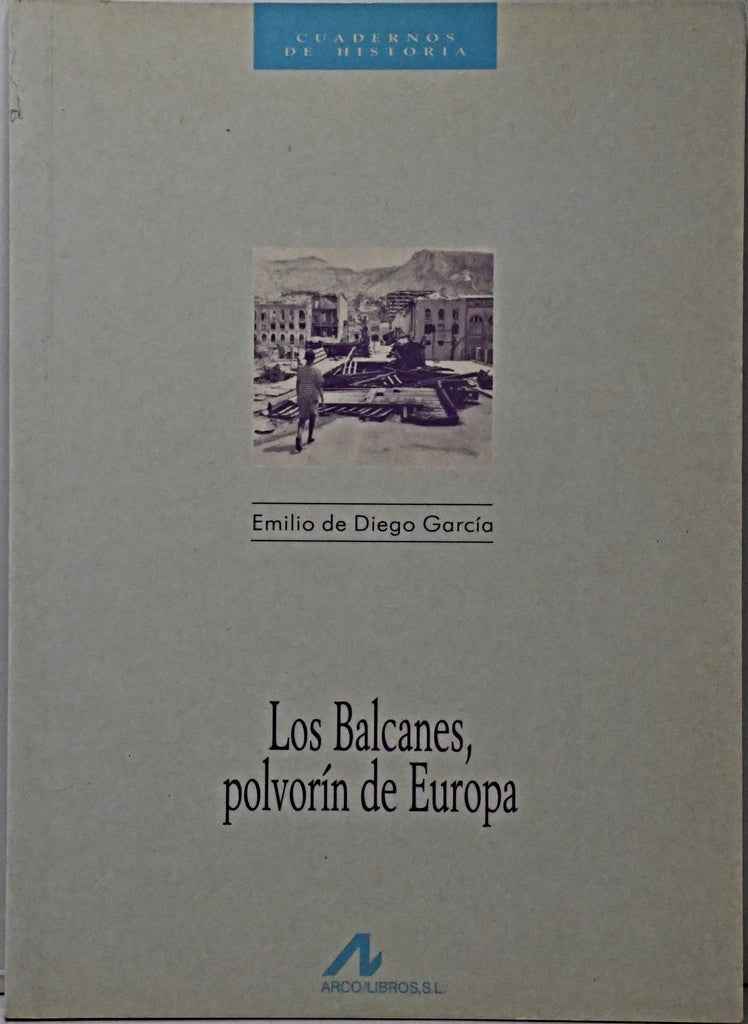 CUADERNOS
DE HISTORIA
Emilio de Diego García
Los Balcanes,
polvorín de Europa
ARCO/LIBROS,S.L.